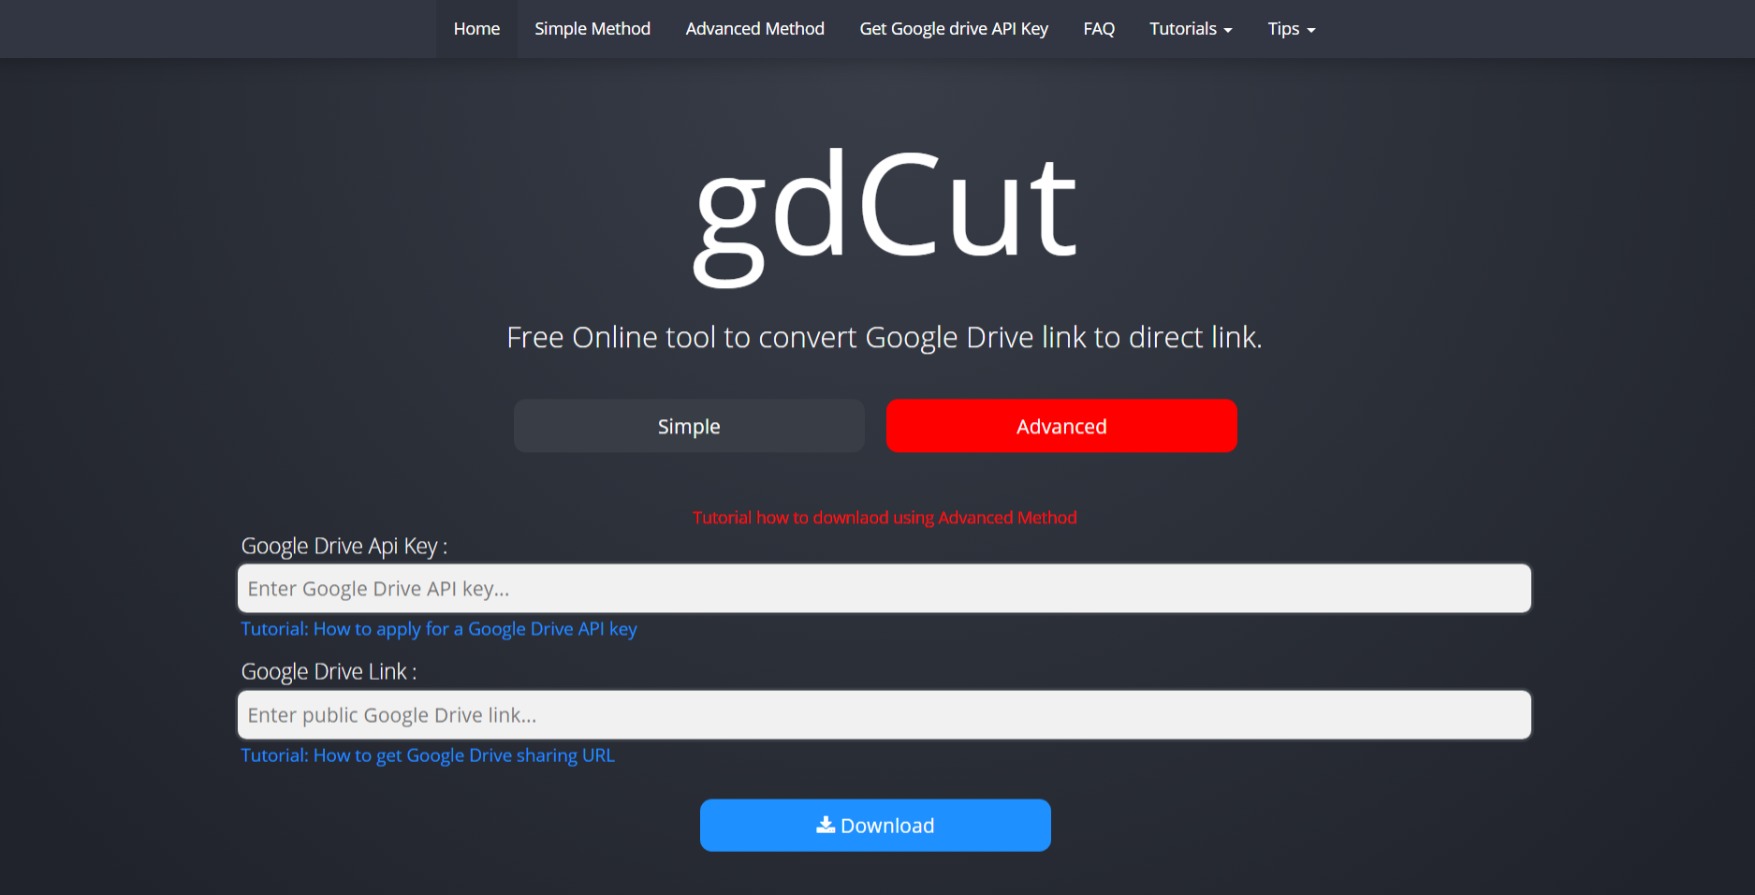 Home Simple Method Advanced Method Get Google drive API Key FAQ Tutorials Tips
gdCut
Free Online tool to convert Google Drive link to direct link.
Simple Advanced
Tutorial how to downlaod using Advanced Method
Google Drive Api Key :
Enter Google Drive API key...
Tutorial: How to apply for a Google Drive API key
Google Drive Link :
Enter public Google Drive link...
Tutorial: How to get Google Drive sharing URL
Download